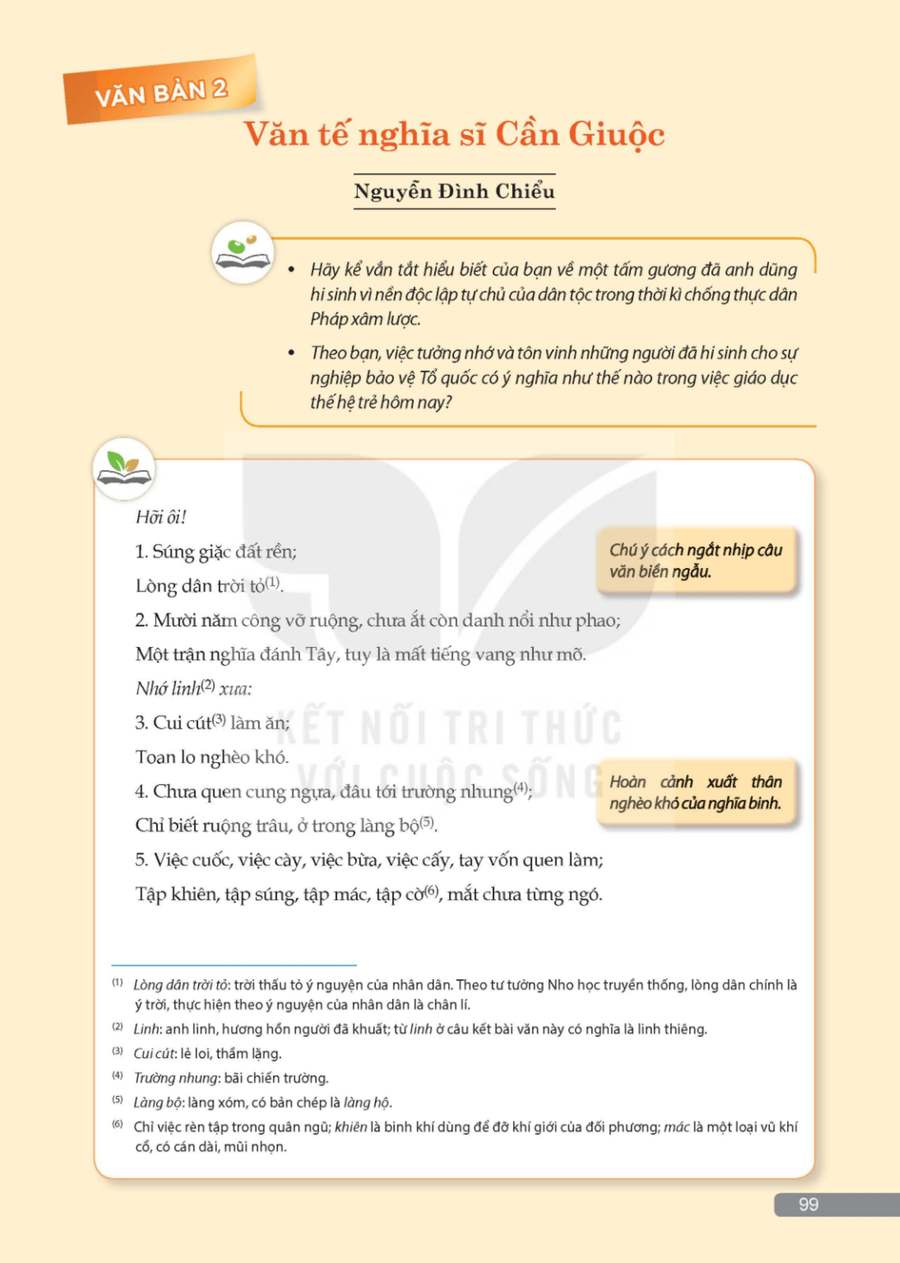 VĂN BẢN 2
Văn tế nghĩa sĩ Cần Giuộc
Nguyễn Đình Chiểu
• Hãy kể vắn tắt hiểu biết của bạn về một tấm gương đã anh dũng
hi sinh vì nền độc lập tự chủ của dân tộc trong thời kì chống thực dân
Pháp xâm lược.
• Theo bạn, việc tưởng nhớ và tôn vinh những người đã hi sinh cho sự
nghiệp bảo vệ Tổ quốc có ý nghĩa như thế nào trong việc giáo dục
thế hệ trẻ hôm nay?
Hỡi ôi!
1. Súng giặc đất rền;
Lòng dân trời tỏ(1).
Chú ý cách ngắt nhịp câu
văn biền ngẫu.
2. Mười năm công vỡ ruộng, chưa ắt còn danh nổi như phao;
Một trận nghĩa đánh Tây, tuy là mất tiếng vang như mõ.
Nhớ linh(2) xưa:
3. Cui cút(3) làm ăn;
Toan lo nghèo khó.
4. Chưa quen cung ngựa, đâu tới trường nhung(4);
Chỉ biết ruộng trâu, ở trong làng bộ(5).
Hoàn cảnh xuất thân
nghèo khó của nghĩa binh.
5. Việc cuốc, việc cày, việc bừa, việc cấy, tay vốn quen làm;
Tập khiên, tập súng, tập mác, tập cờ(6), mắt chưa từng ngó.
KẾT NỐI TRI THỨC
VỚI CUỘC SỐNG
(1) Lòng dân trời tỏ: trời thấu tỏ ý nguyện của nhân dân. Theo tư tưởng Nho học truyền thống, lòng dân chính là
ý trời, thực hiện theo ý nguyện của nhân dân là chân lí.
(2) Linh: anh linh, hương hồn người đã khuất; từ linh ở câu kết bài văn này có nghĩa là linh thiêng.
(3) Cui cút: lẻ loi, thầm lặng.
(4) Trường nhung: bãi chiến trường.
(5) Làng bộ: làng xóm, có bản chép là làng hộ.
(6) Chỉ việc rèn tập trong quân ngũ; khiên là binh khí dùng để đỡ khí giới của đối phương; mác là một loại vũ khí
cổ, có cán dài, mũi nhọn.
99